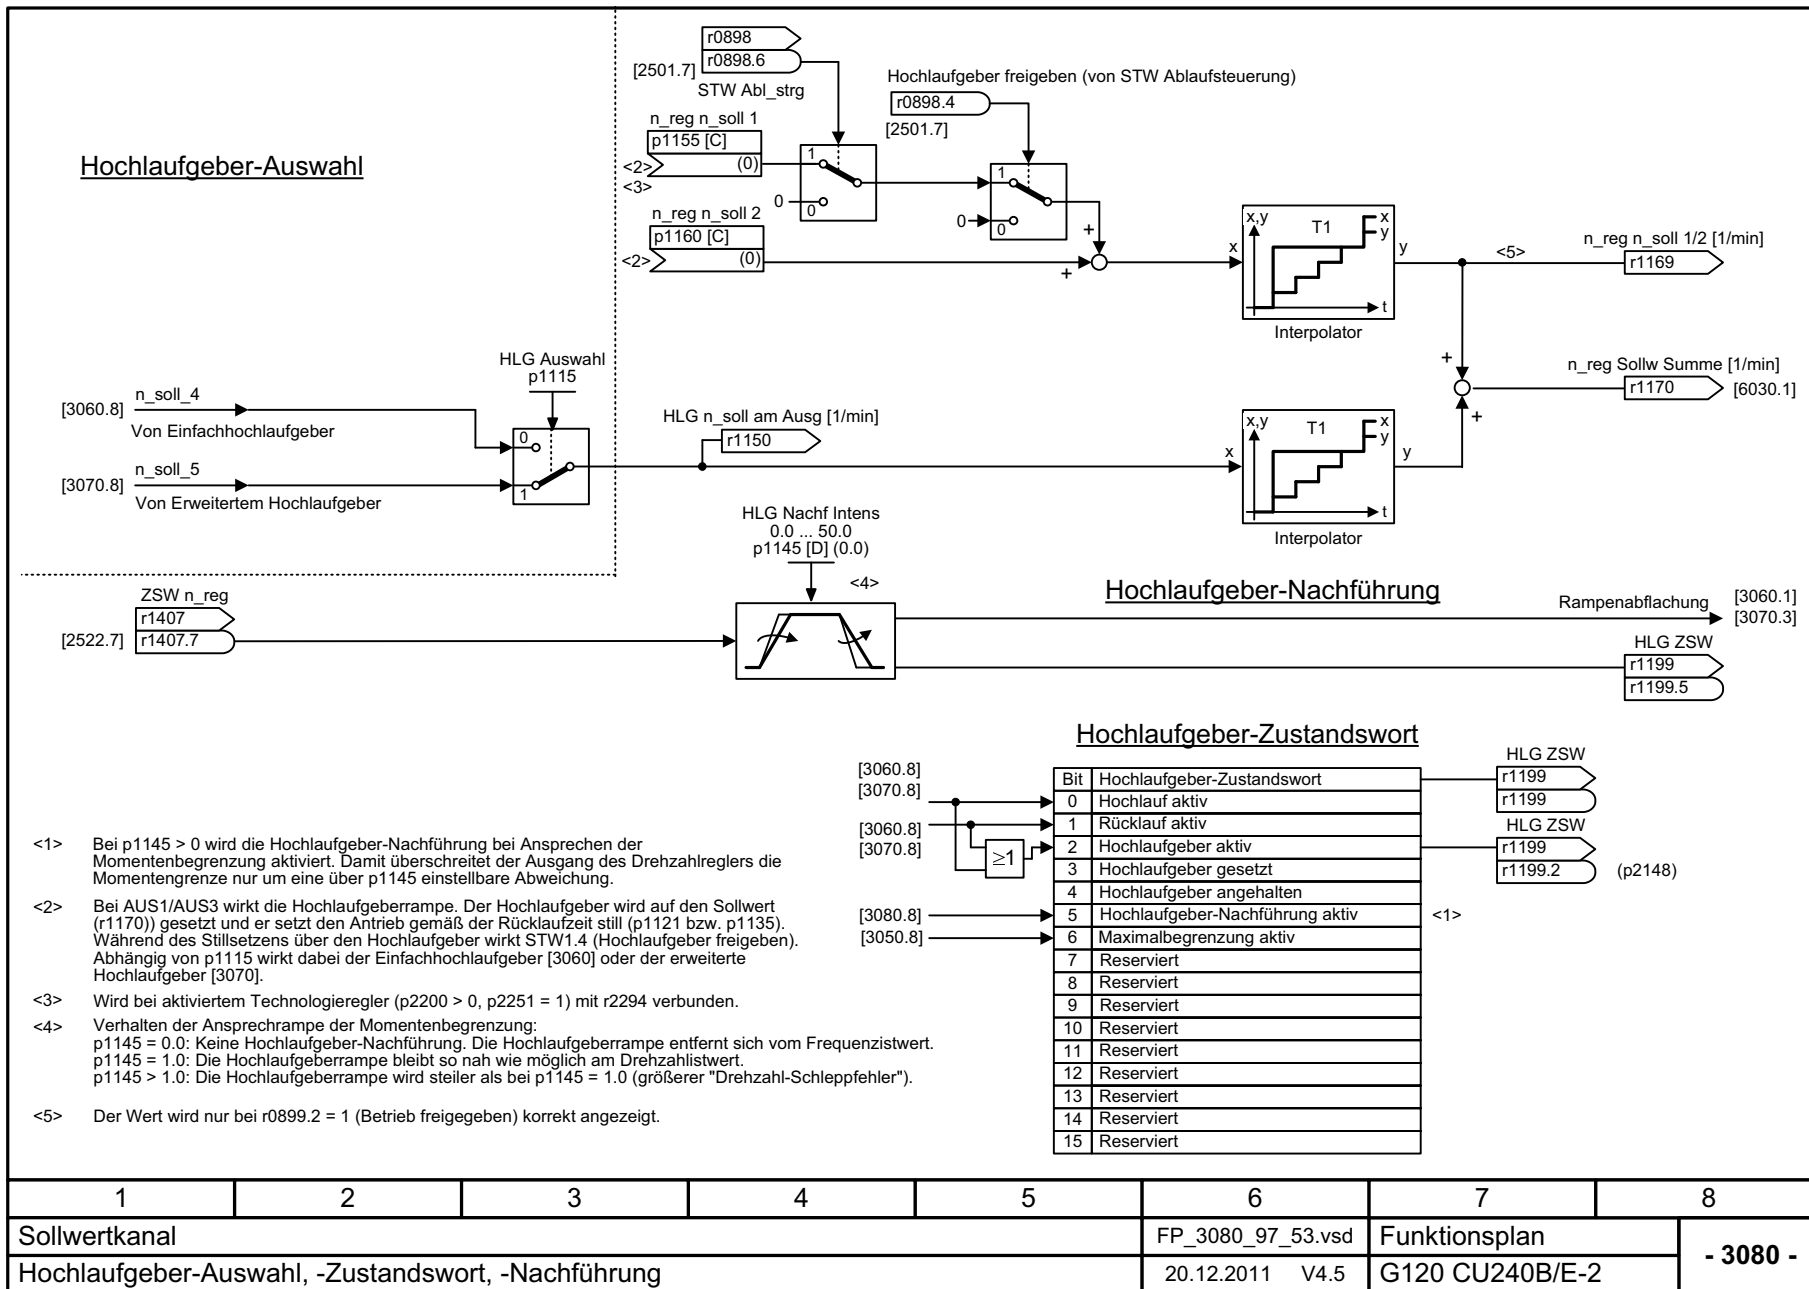 r0898
r0898.6
[2501.7]
STW Abl_strg
Hochlaufgeber freigeben (von STW Ablaufsteuerung)
r0898.4
[2501.7]
Hochlaufgeber-Auswahl
n_reg n_soll 1
p1155 [C]
(0)
<2>
<3>
1
0
0
1
0
0
n_reg n_soll 2
p1160 [C]
(0)
<2>
+
+
x
x,y
T1
x
y
t
y
Interpolator
<5>
n_reg n_soll 1/2 [1/min]
r1169
HLG Auswahl
p1115
n_soll_4
[3060.8]
Von Einfachhochlaufgeber
0
n_soll_5
[3070.8]
Von Erweitertem Hochlaufgeber
1
HLG n_soll am Ausg [1/min]
r1150
x
x,y
T1
x
y
t
y
Interpolator
+
+
n_reg Sollw Summe [1/min]
r1170
[6030.1]
HLG Nachf Intens
0.0 ... 50.0
p1145 [D] (0.0)
<4>
Hochlaufgeber-Nachführung
ZSW n_reg
r1407
r1407.7
[2522.7]
Rampenabflachung
[3060.1]
[3070.3]
HLG ZSW
r1199
r1199.5
Hochlaufgeber-Zustandswort
[3060.8]
[3070.8]
[3060.8]
[3070.8]
≥1
[3080.8]
[3050.8]
Bit Hochlaufgeber-Zustandswort
0 Hochlauf aktiv
1 Rücklauf aktiv
2 Hochlaufgeber aktiv
3 Hochlaufgeber gesetzt
4 Hochlaufgeber angehalten
5 Hochlaufgeber-Nachführung aktiv
<1>
6 Maximalbegrenzung aktiv
7 Reserviert
8 Reserviert
9 Reserviert
10 Reserviert
11 Reserviert
12 Reserviert
13 Reserviert
14 Reserviert
15 Reserviert
HLG ZSW
r1199
r1199
HLG ZSW
r1199
r1199.2
(p2148)
<1> Bei p1145 > 0 wird die Hochlaufgeber-Nachführung bei Ansprechen der
Momentenbegrenzung aktiviert. Damit überschreitet der Ausgang des Drehzahlreglers die
Momentengrenze nur um eine über p1145 einstellbare Abweichung.
<2> Bei AUS1/AUS3 wirkt die Hochlaufgeberrampe. Der Hochlaufgeber wird auf den Sollwert
(r1170)) gesetzt und er setzt den Antrieb gemäß der Rücklaufzeit still (p1121 bzw. p1135).
Während des Stillsetzens über den Hochlaufgeber wirkt STW1.4 (Hochlaufgeber freigeben).
Abhängig von p1115 wirkt dabei der Einfachhochlaufgeber [3060] oder der erweiterte
Hochlaufgeber [3070].
<3> Wird bei aktiviertem Technologieregler (p2200 > 0, p2251 = 1) mit r2294 verbunden.
<4> Verhalten der Ansprechrampe der Momentenbegrenzung:
p1145 = 0.0: Keine Hochlaufgeber-Nachführung. Die Hochlaufgeberrampe entfernt sich vom Frequenzistwert.
p1145 = 1.0: Die Hochlaufgeberrampe bleibt so nah wie möglich am Drehzahlistwert.
p1145 > 1.0: Die Hochlaufgeberrampe wird steiler als bei p1145 = 1.0 (größerer "Drehzahl-Schleppfehler").
<5> Der Wert wird nur bei r0899.2 = 1 (Betrieb freigegeben) korrekt angezeigt.
1 2 3 4 5 6 7 8
Sollwertkanal
FP_3080_97_53.vsd
Funktionsplan
- 3080 -
Hochlaufgeber-Auswahl, -Zustandswort, -Nachführung
20.12.2011 V4.5
G120 CU240B/E-2